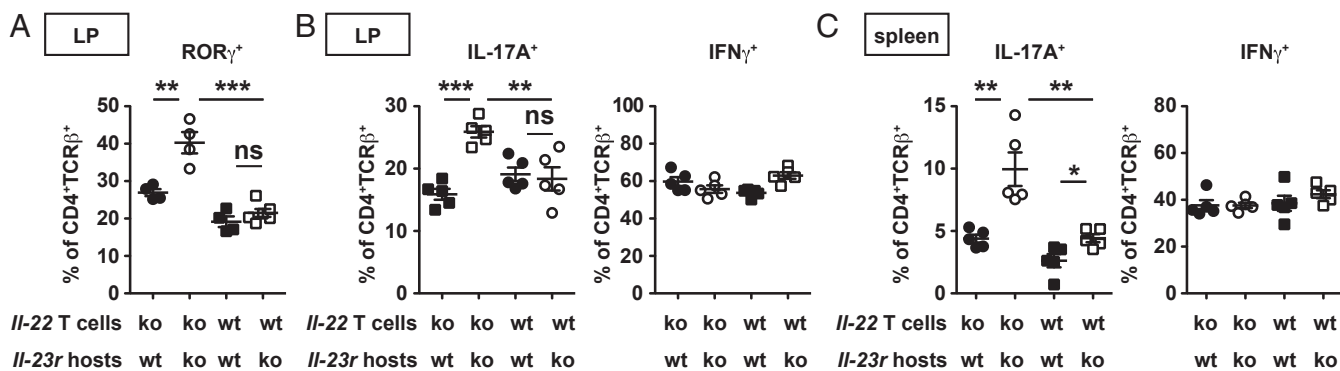 A LP
RORγ⁺
** ***
ns
% of CD4⁺TCRβ⁺
50
40
30
20
10
0
B LP
IL-17A⁺
*** **
ns
% of CD4⁺TCRβ⁺
30
20
10
0
IFNγ⁺
% of CD4⁺TCRβ⁺
100
80
60
40
20
0
C spleen
IL-17A⁺
** **
*
% of CD4⁺TCRβ⁺
15
10
5
0
IFNγ⁺
% of CD4⁺TCRβ⁺
80
60
40
20
0
Il-22 T cells ko ko wt wt
Il-23r hosts wt ko wt ko
Il-22 T cells ko ko wt wt ko ko wt wt
Il-23r hosts wt ko wt ko wt ko wt ko
Il-22 T cells ko ko wt wt ko ko wt wt
Il-23r hosts wt ko wt ko wt ko wt ko